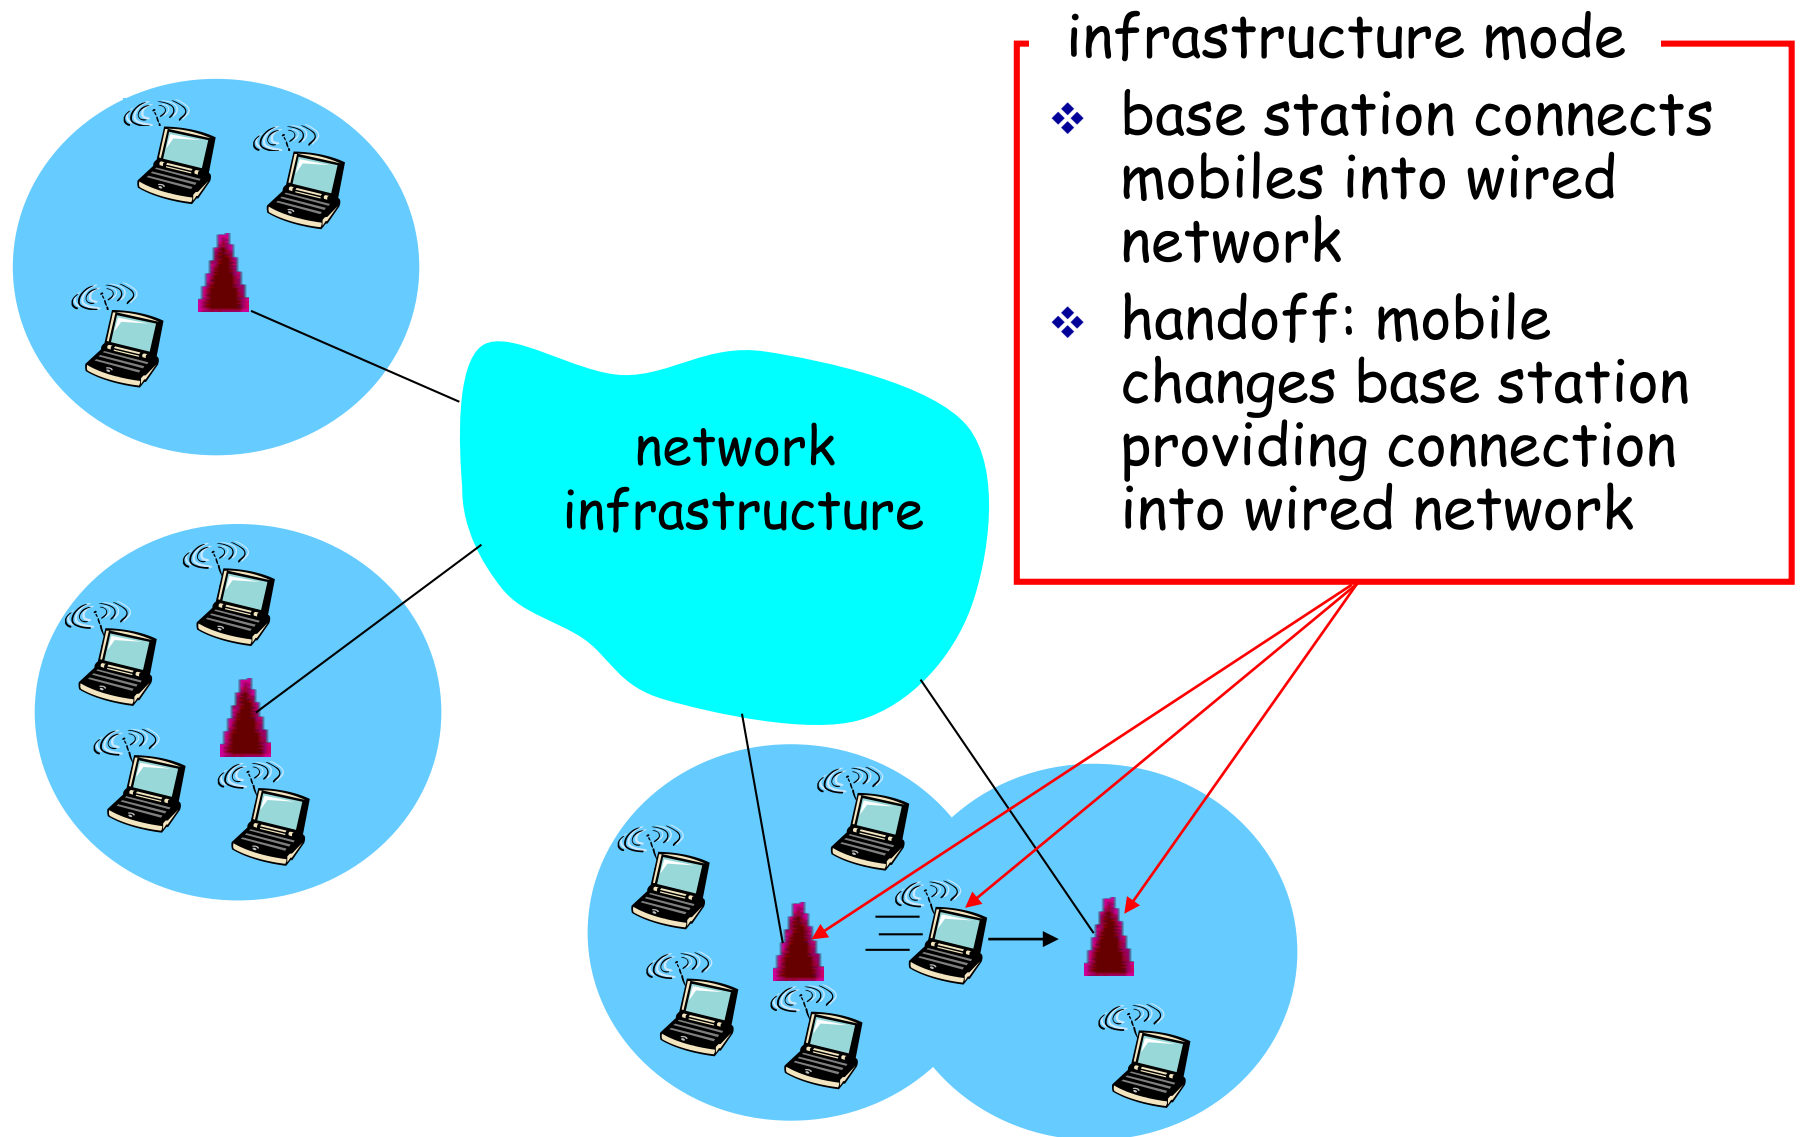 infrastructure mode
base station connects
mobiles into wired
network
handoff: mobile
changes base station
providing connection
into wired network
network
infrastructure